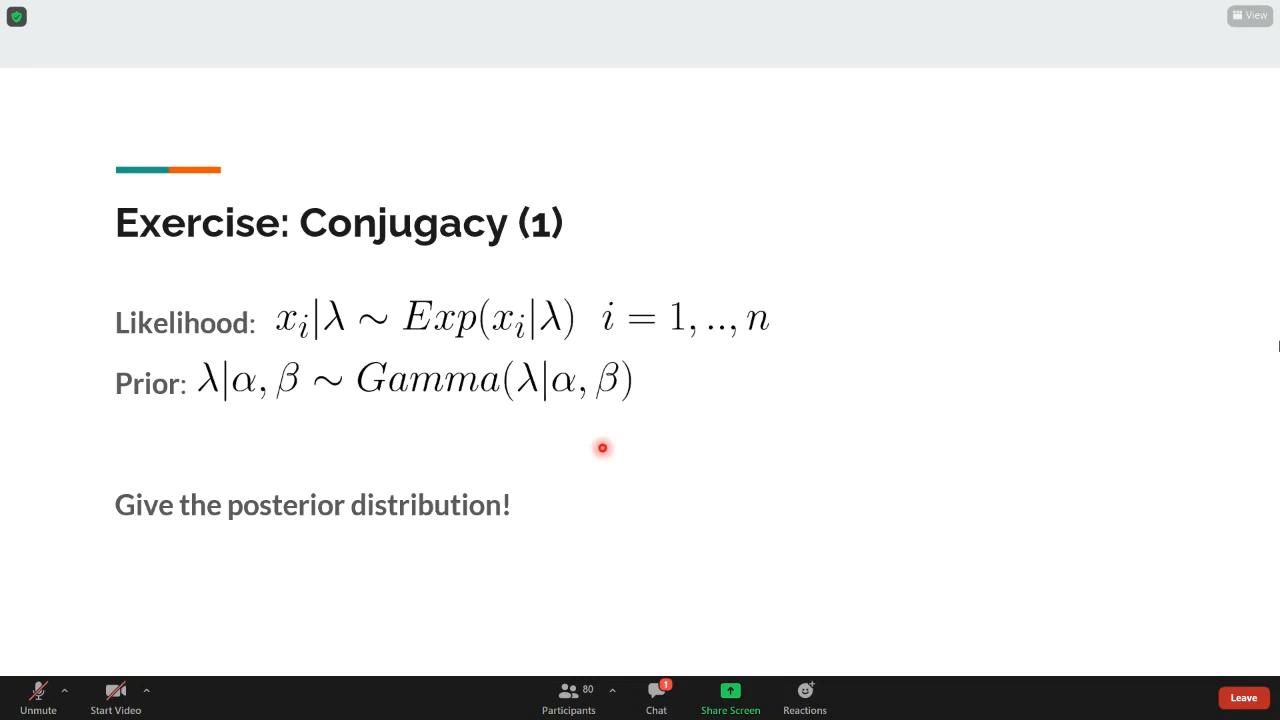 View
Exercise: Conjugacy (1)
Likelihood: x_i|λ ∼ Exp(x_i|λ) i = 1, .., n
Prior: λ|α, β ∼ Gamma(λ|α, β)
Give the posterior distribution!
80 1
Unmute Start Video Participants Chat Share Screen Reactions Leave